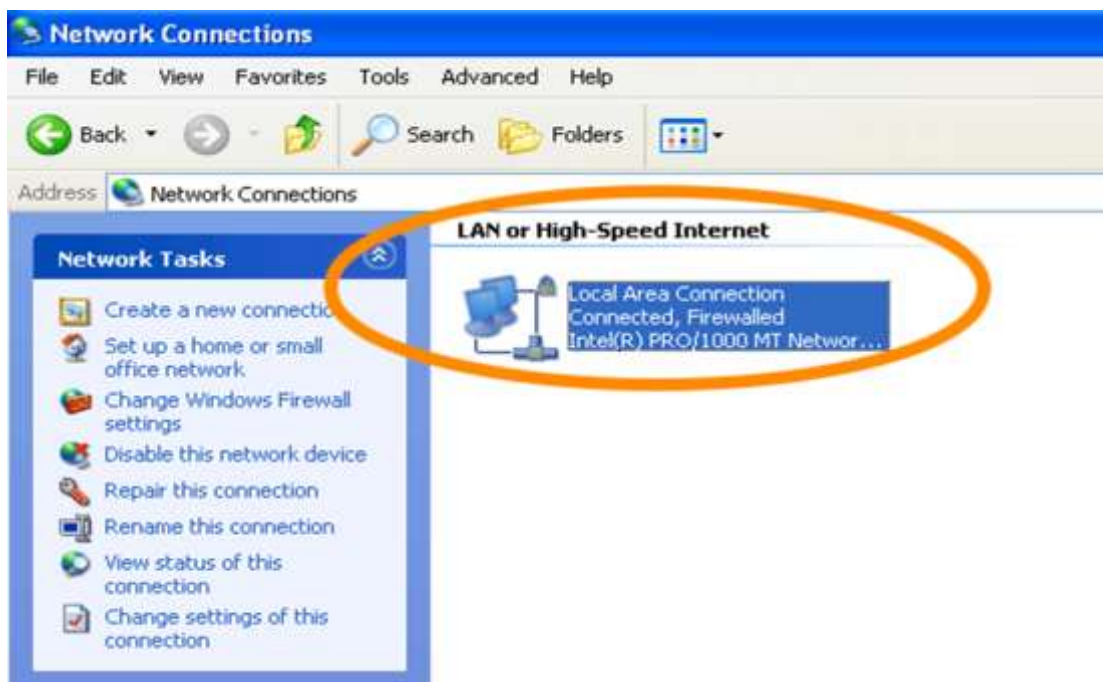 Network Connections
File Edit View Favorites Tools Advanced Help
Back Search Folders
Address Network Connections
Network Tasks
Create a new connectio
Set up a home or small
office network
Change Windows Firewall
settings
Disable this network device
Repair this connection
Rename this connection
View status of this
connection
Change settings of this
connection
LAN or High-Speed Internet
Local Area Connection
Connected, Firewalled
Intel(R) PRO/1000 MT Networ...